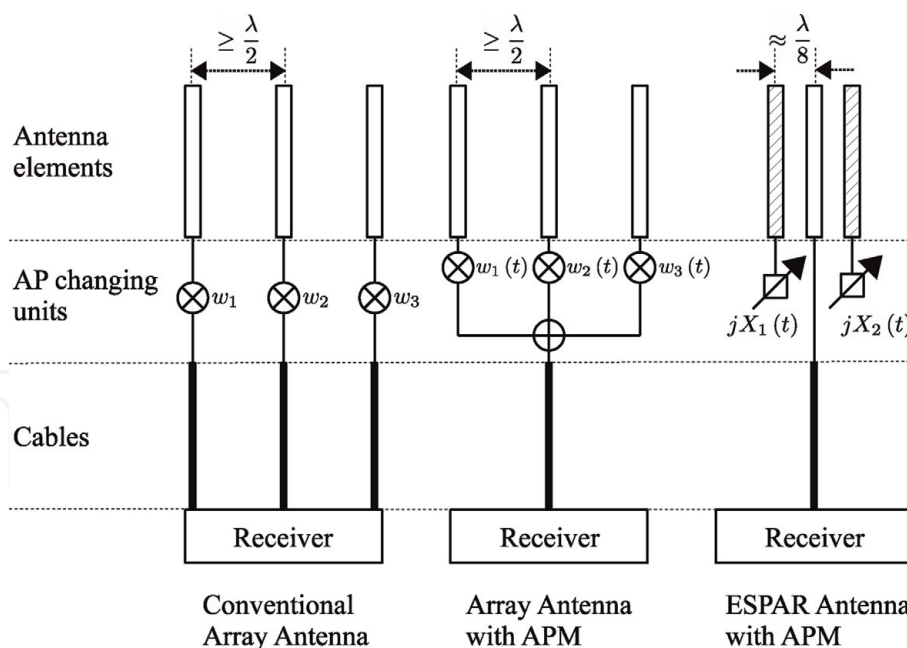 ≥ λ/2
≥ λ/2
≈ λ/8
Antenna
elements
AP changing
units
w₁
w₂
w₃
w₁(t)
w₂(t)
w₃(t)
jX₁(t)
jX₂(t)
Cables
Receiver
Receiver
Receiver
Conventional
Array Antenna
Array Antenna
with APM
ESPAR Antenna
with APM